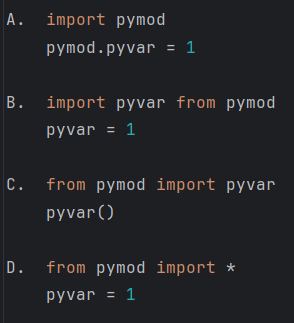 A. import pymod
pymod.pyvar = 1
B. import pyvar from pymod
pyvar = 1
C. from pymod import pyvar
pyvar()
D. from pymod import *
pyvar = 1